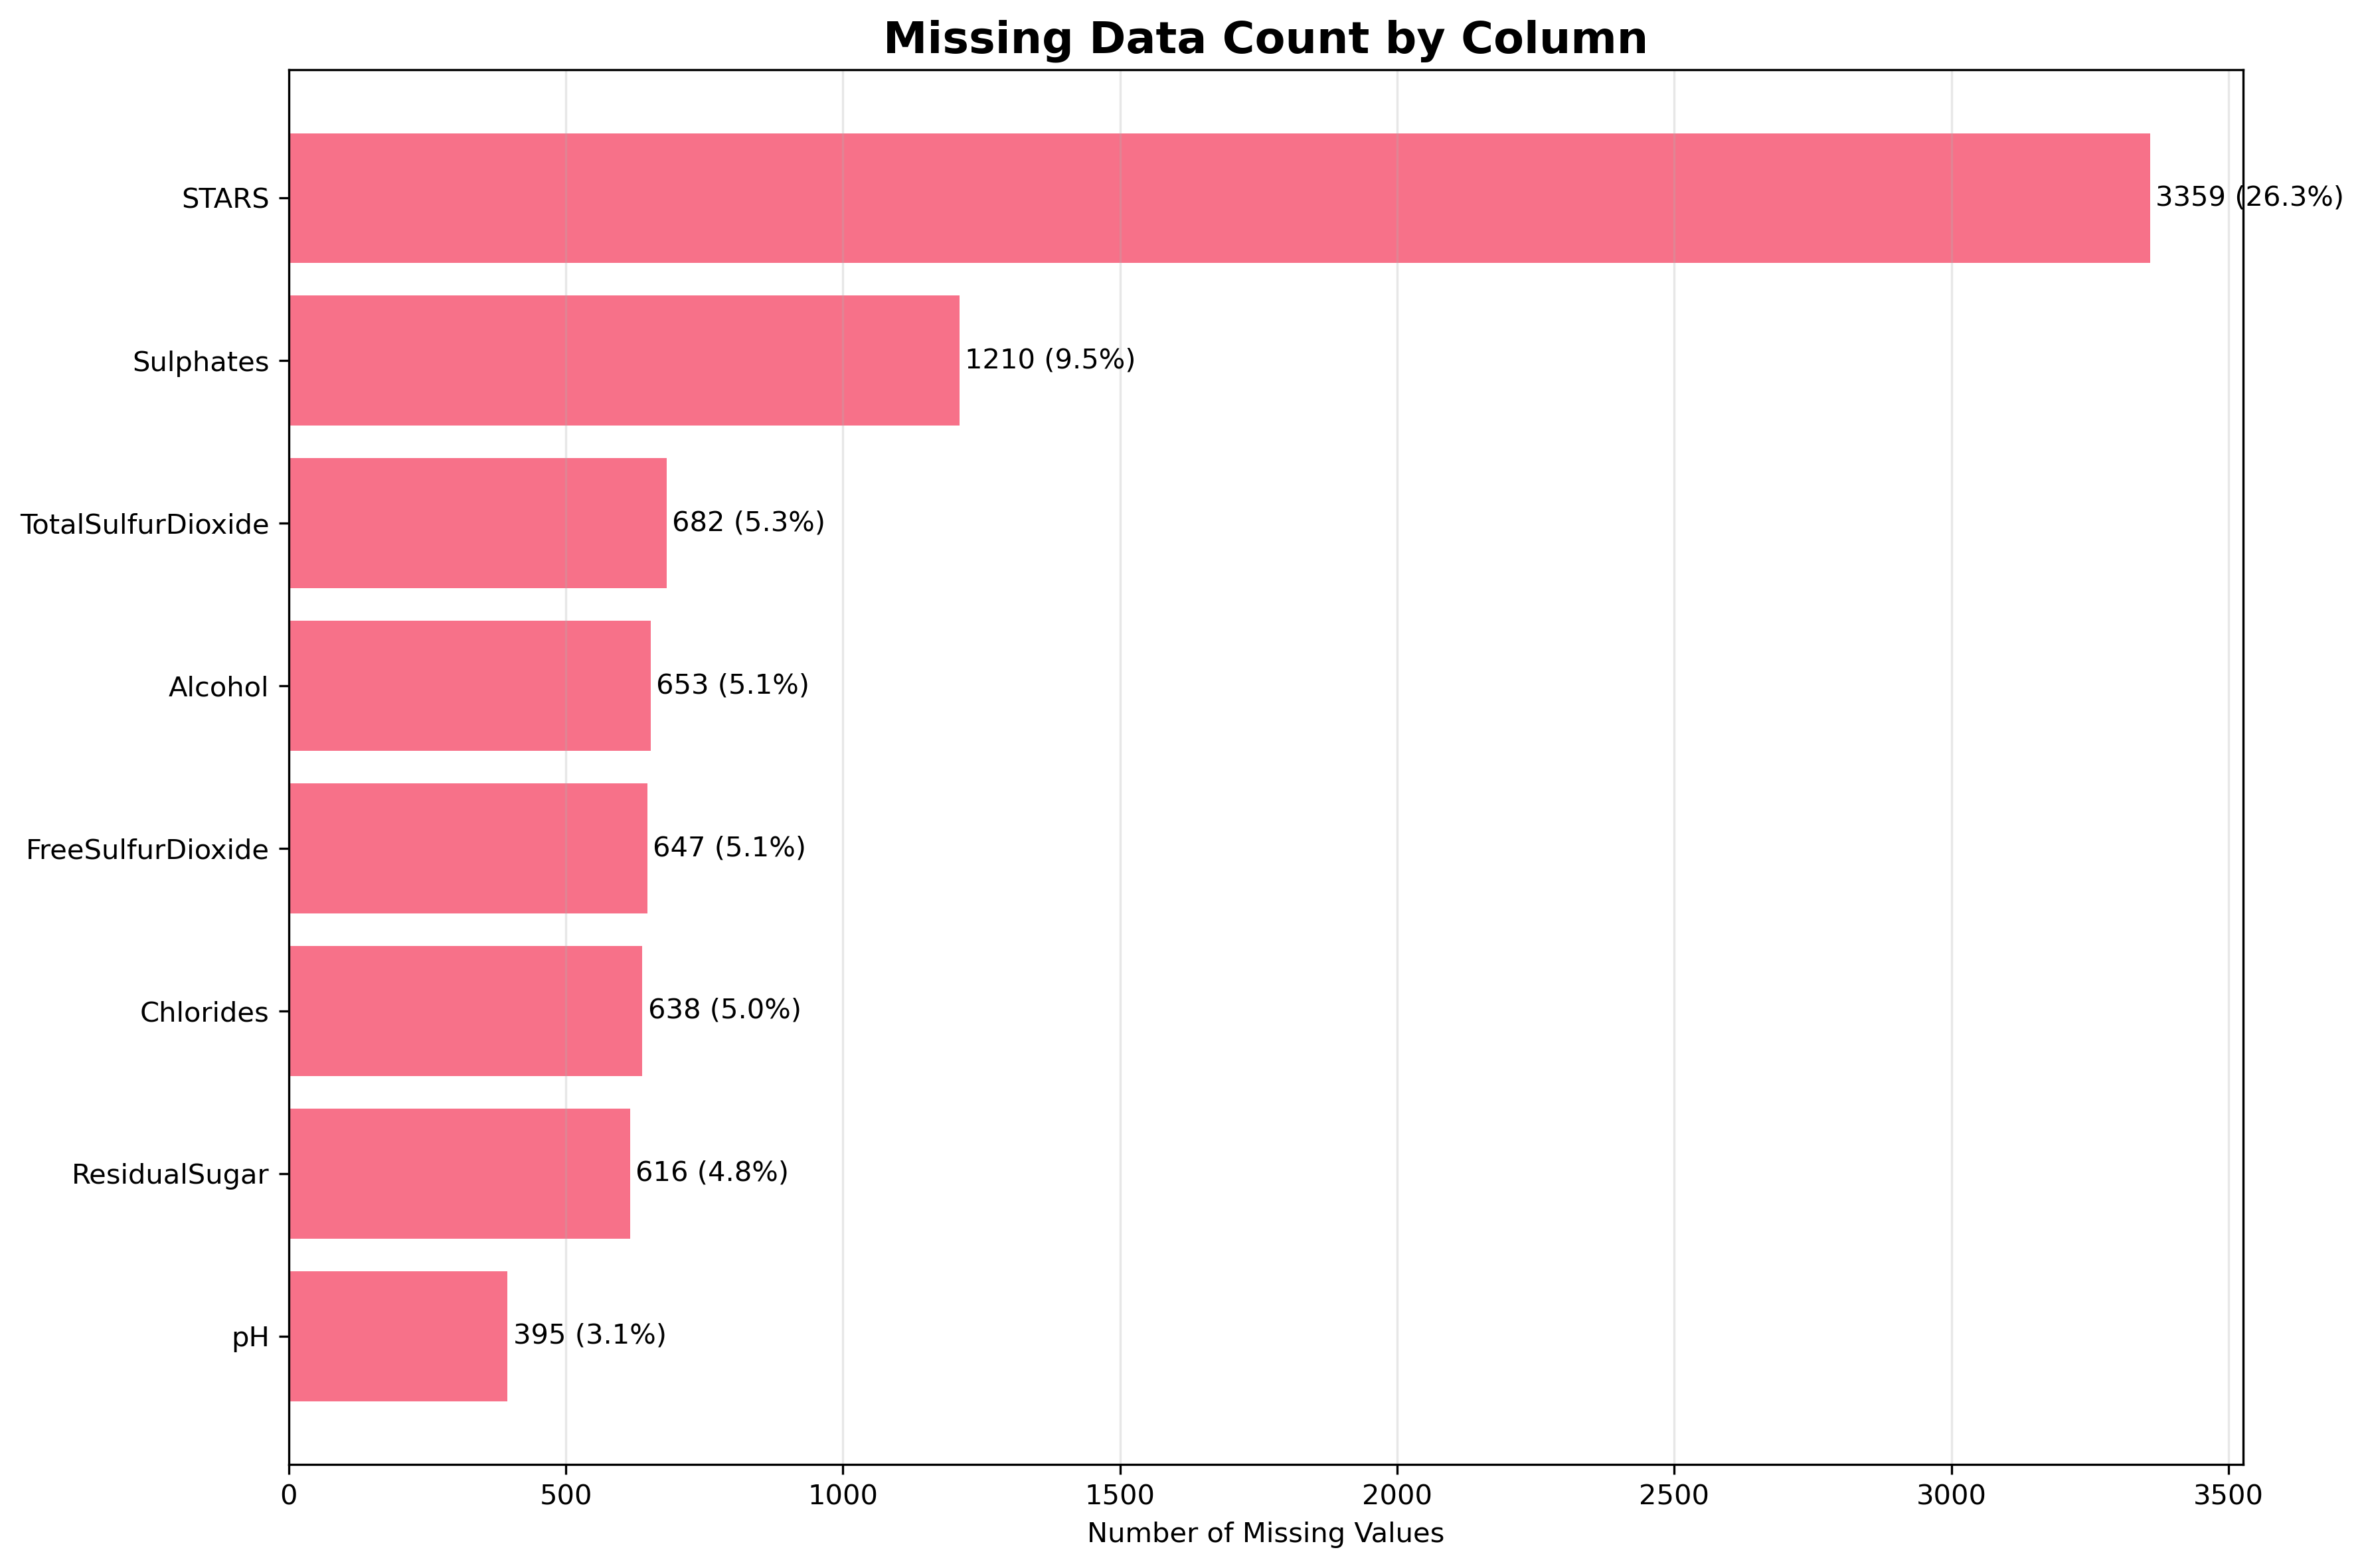 Missing Data Count by Column
STARS
3359 (26.3%)
Sulphates
1210 (9.5%)
TotalSulfurDioxide
682 (5.3%)
Alcohol
653 (5.1%)
FreeSulfurDioxide
647 (5.1%)
Chlorides
638 (5.0%)
ResidualSugar
616 (4.8%)
pH
395 (3.1%)
0 500 1000 1500 2000 2500 3000 3500
Number of Missing Values